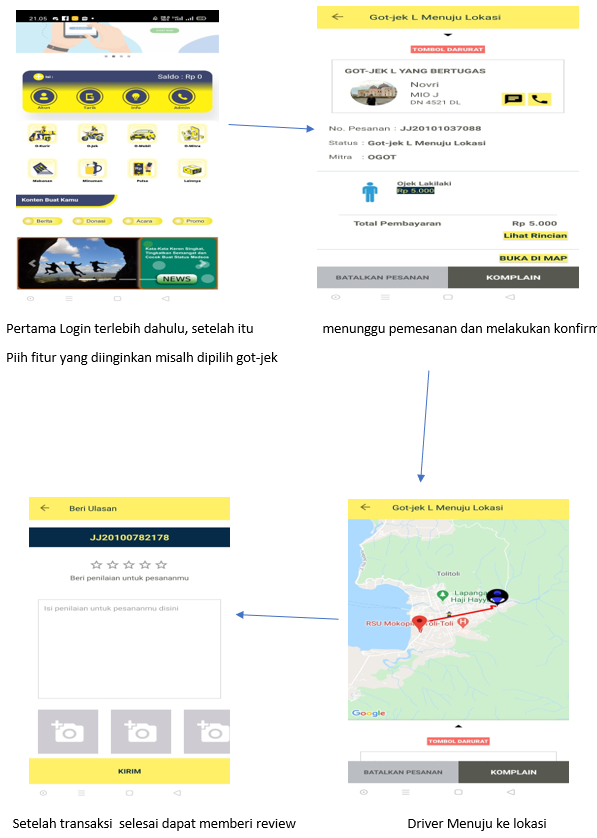 21.05
Saldo : Rp 0
Akun
Tarik
Info
Admin
G-Kurir
G-Jek
G-Mobil
G-Mitra
Makanan
Minuman
Pulsa
Lainnya
Konten Buat Kamu
Berita
Donasi
Acara
Promo
Kata-Kata Keren Singkat,
Tingkatkan Semangat dan
Cocok Buat Status Medsos
NEWS
Got-jek L Menuju Lokasi
TOMBOL DARURAT
GOT-JEK L YANG BERTUGAS
Novri
MIO J
DN 4521 DL
No. Pesanan : JJ20101037088
Status : Got-jek L Menuju Lokasi
Mitra : OGOT
Ojek Lakilaki
Rp 5.000
Total Pembayaran Rp 5.000
Lihat Rincian
BUKA DI MAP
BATALKAN PESANAN
KOMPLAIN
Pertama Login terlebih dahulu, setelah itu
Piih fitur yang diinginkan misalh dipilih got-jek
menunggu pemesanan dan melakukan konfirm
Beri Ulasan
JJ20100782178
Beri penilaian untuk pesananmu
Isi penilaian untuk pesananmu disini
KIRIM
Setelah transaksi selesai dapat memberi review
Got-jek L Menuju Lokasi
Tolitoli
Lapanga
Haji Hayy
RSU Mokopi
Toli-Toli
Google
TOMBOL DARURAT
BATALKAN PESANAN
KOMPLAIN
Driver Menuju ke lokasi